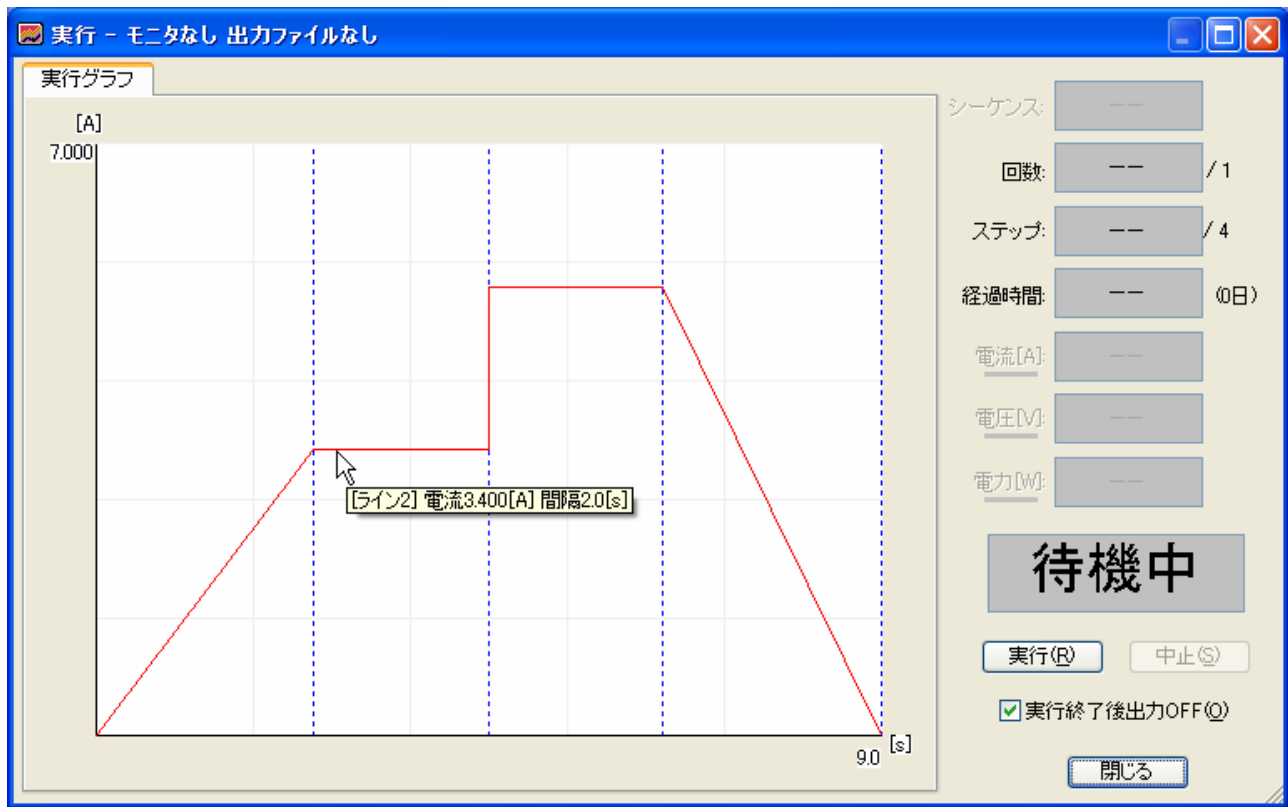 実行 - モニタなし 出力ファイルなし
実行グラフ
[A]
7.000
[ライン2] 電流3.400[A] 間隔2.0[s]
9.0
[s]
シーケンス: --
回数: -- / 1
ステップ: -- / 4
経過時間: -- (0日)
電流[A]: --
電圧[V]: --
電力[W]: --
待機中
実行(R) 中止(S)
実行終了後出力OFF(O)
閉じる